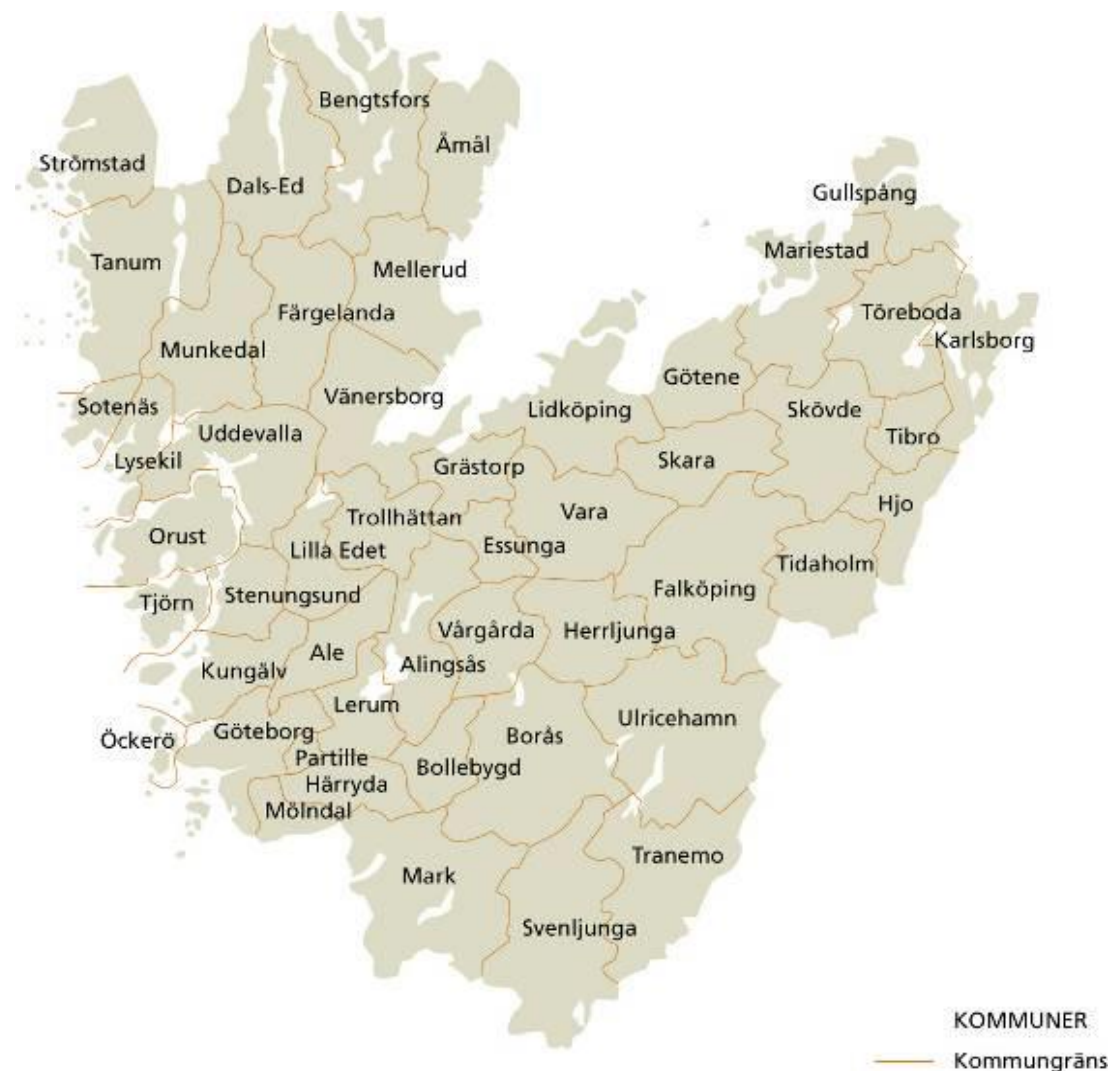 Bengtsfors
Åmål
Strömstad
Dals-Ed
Gullspång
Tanum
Mariestad
Mellerud
Färgelanda
Töreboda
Karlsborg
Munkedal
Götene
Vänersborg
Sotenäs
Lidköping
Skövde
Uddevalla
Tibro
Lysekil
Grästorp
Skara
Hjo
Trollhättan
Vara
Orust
Lilla Edet
Essunga
Tidaholm
Falköping
Stenungsund
Tjörn
Vårgårda
Herrljunga
Ale
Kungälv
Alingsås
Lerum
Ulricehamn
Göteborg
Borås
Öckerö
Partille
Bollebygd
Härryda
Mölndal
Tranemo
Mark
Svenljunga
KOMMUNER
Kommungräns